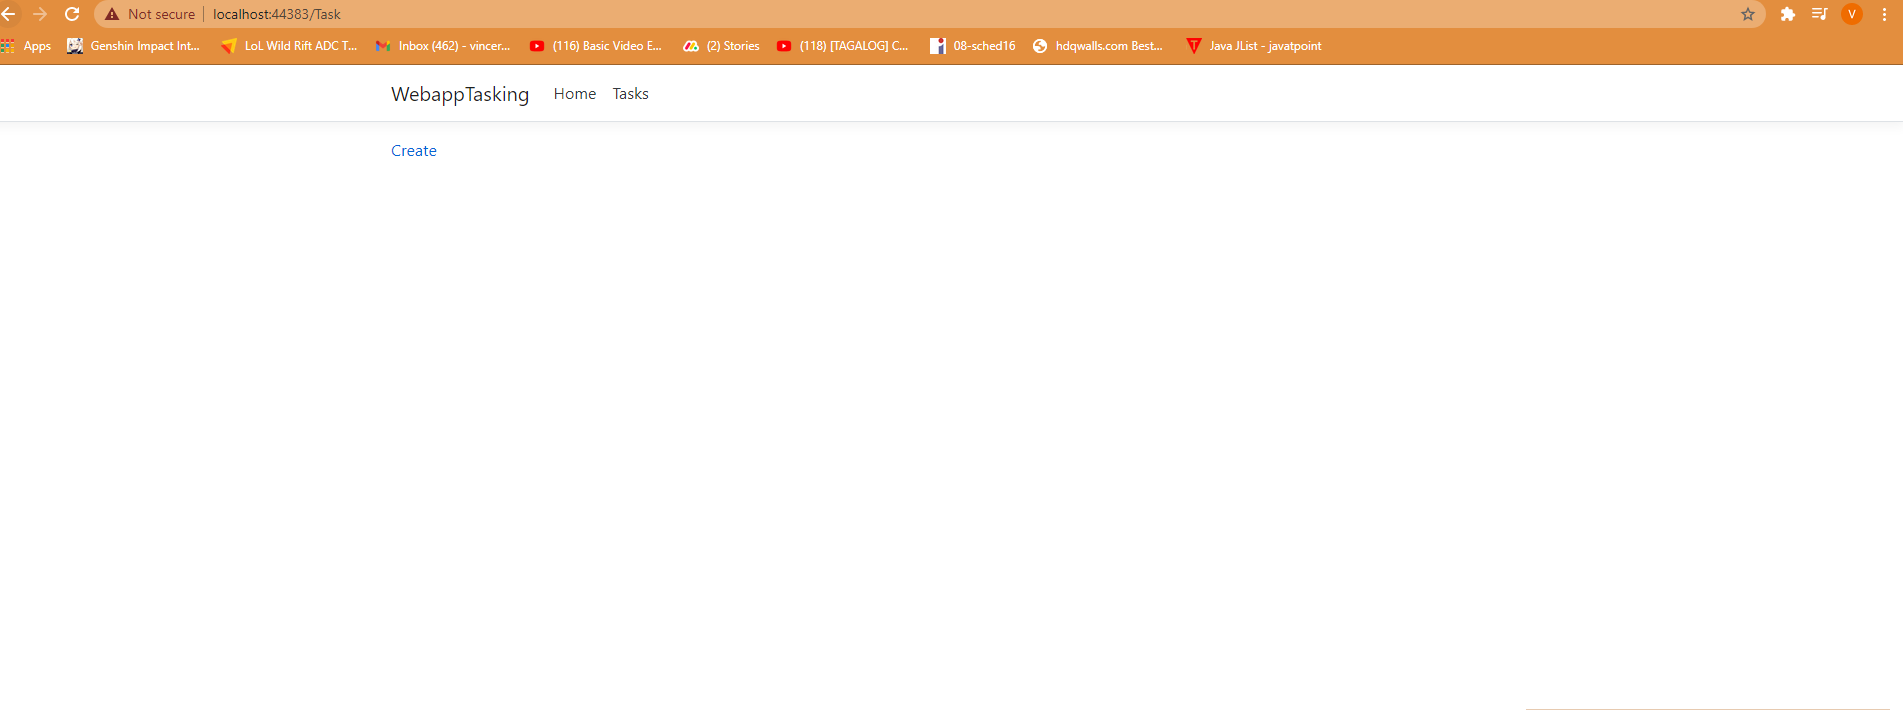 Not secure localhost:44383/Task V
Apps Genshin Impact Int... LoL Wild Rift ADC T... Inbox (462) - vincer... (116) Basic Video E... (2) Stories (118) [TAGALOG] C... 08-sched16 hdqwalls.com Best... Java JList - javatpoint
WebappTasking Home Tasks
Create